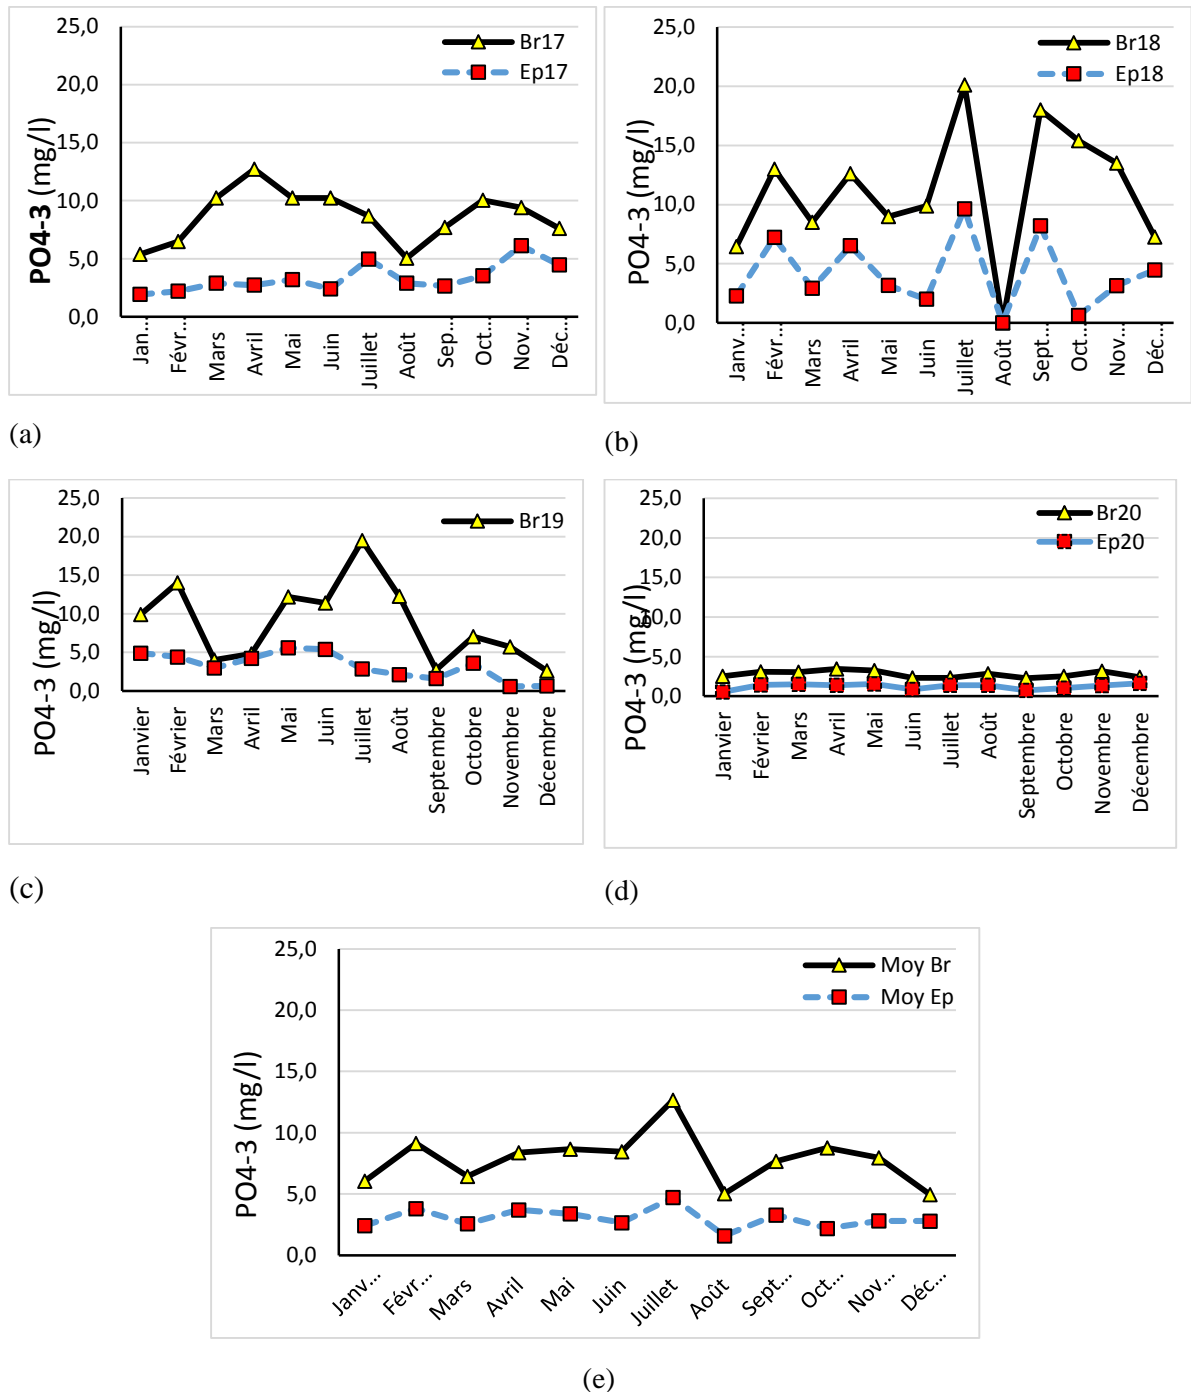 25,0
20,0
15,0
10,0
5,0
0,0
PO4-3 (mg/l)
Br17
Ep17
Jan...
Févr...
Mars
Avril
Mai
Juin
Juillet
Août
Sep...
Oct...
Nov...
Déc...
(a)
25,0
20,0
15,0
10,0
5,0
0,0
PO4-3 (mg/l)
Br18
Ep18
Janv...
Févr...
Mars
Avril
Mai
Juin
Juillet
Août
Sept...
Oct...
Nov...
Déc...
(b)
25,0
20,0
15,0
10,0
5,0
0,0
PO4-3 (mg/l)
Br19
Janvier
Février
Mars
Avril
Mai
Juin
Juillet
Août
Septembre
Octobre
Novembre
Décembre
(c)
25,0
20,0
15,0
10,0
5,0
0,0
PO4-3 (mg/l)
Br20
Ep20
Janvier
Février
Mars
Avril
Mai
Juin
Juillet
Août
Septembre
Octobre
Novembre
Décembre
(d)
25,0
20,0
15,0
10,0
5,0
0,0
PO4-3 (mg/l)
Moy Br
Moy Ep
Janv...
Févr...
Mars
Avril
Mai
Juin
Juillet
Août
Sept...
Oct...
Nov...
Déc...
(e)